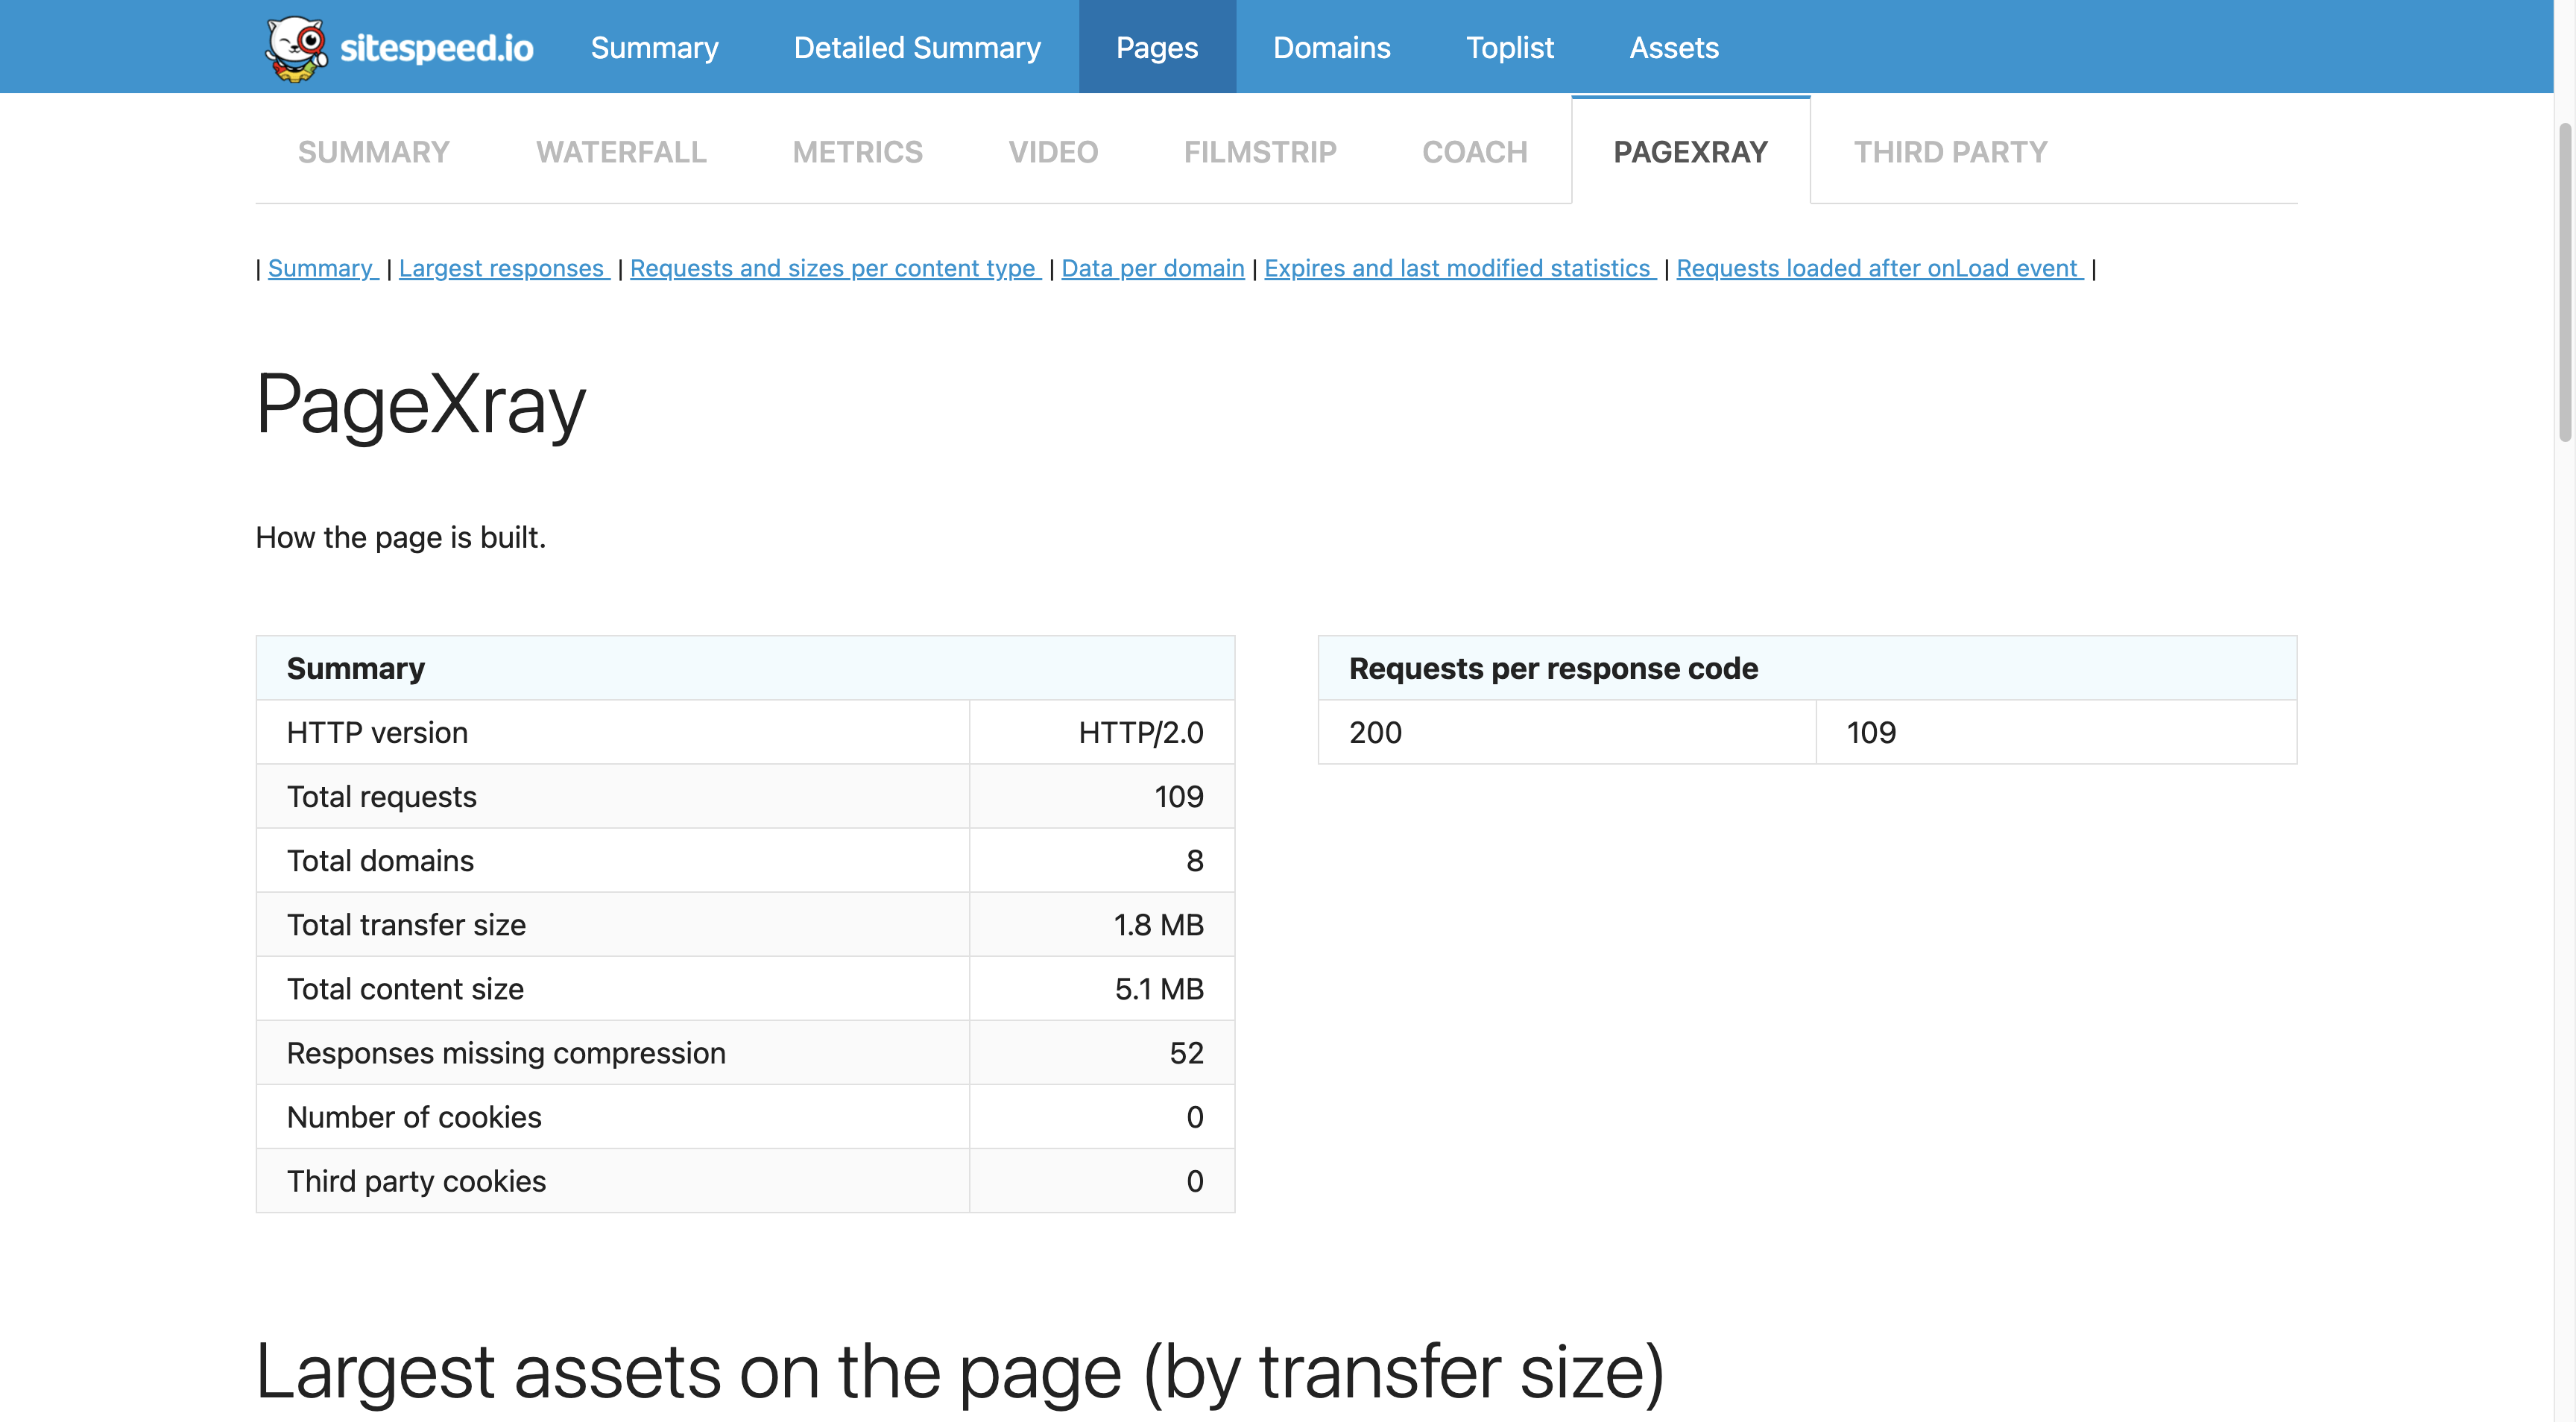 sitespeed.io Summary Detailed Summary Pages Domains Toplist Assets
SUMMARY WATERFALL METRICS VIDEO FILMSTRIP COACH PAGEXRAY THIRD PARTY
| Summary | Largest responses | Requests and sizes per content type | Data per domain | Expires and last modified statistics | Requests loaded after onLoad event |
PageXray
How the page is built.
Summary
HTTP version HTTP/2.0
Total requests 109
Total domains 8
Total transfer size 1.8 MB
Total content size 5.1 MB
Responses missing compression 52
Number of cookies 0
Third party cookies 0
Requests per response code
200 109
Largest assets on the page (by transfer size)